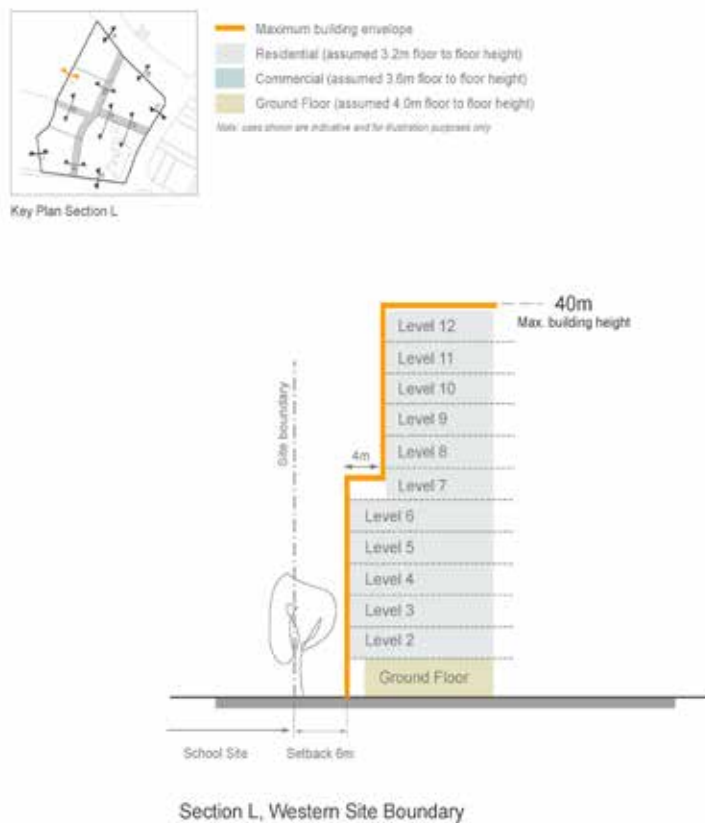 Maximum building envelope
Residential (assumed 3.2m floor to floor height)
Commercial (assumed 3.6m floor to floor height)
Ground Floor (assumed 4.0m floor to floor height)
Note: uses shown are indicative and for illustration purposes only
Key Plan Section L
40m
Max. building height
Level 12
Level 11
Level 10
Level 9
Level 8
4m
Level 7
Site boundary
Level 6
Level 5
Level 4
Level 3
Level 2
Ground Floor
School Site
Setback 6m
Section L, Western Site Boundary